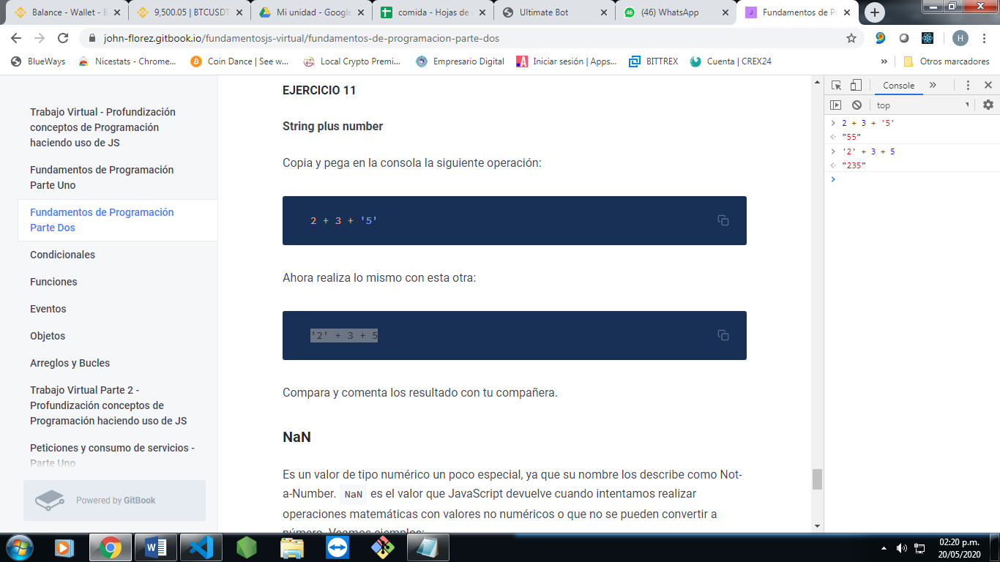 Balance - Wallet - B
9,500.05 | BTCUSDT
Mi unidad - Google
comida - Hojas de
Ultimate Bot
46
(46) WhatsApp
J
Fundamentos de P
john-florez.gitbook.io/fundamentosjs-virtual/fundamentos-de-programacion-parte-dos
H
BlueWays
Nicestats - Chrome...
Coin Dance | See w...
Local Crypto Premi...
Empresario Digital
Iniciar sesión | Apps...
BITTREX
Cuenta | CREX24
»
Otros marcadores
Trabajo Virtual - Profundización
conceptos de Programación
haciendo uso de JS
Fundamentos de Programación
Parte Uno
Fundamentos de Programación
Parte Dos
Condicionales
Funciones
Eventos
Objetos
Arreglos y Bucles
Trabajo Virtual Parte 2 -
Profundización conceptos de
Programación haciendo uso de JS
Peticiones y consumo de servicios -
Parte Uno
Powered by GitBook
EJERCICIO 11
String plus number
Copia y pega en la consola la siguiente operación:
2 + 3 + '5'
Ahora realiza lo mismo con esta otra:
'2' + 3 + 5
Compara y comenta los resultado con tu compañera.
NaN
Es un valor de tipo numérico un poco especial, ya que su nombre los describe como Not-
a-Number. NaN es el valor que JavaScript devuelve cuando intentamos realizar
operaciones matemáticas con valores no numéricos o que no se pueden convertir a
número. Veamos ejemplos:
Console
»
top
2 + 3 + '5'
"55"
'2' + 3 + 5
"235"
02:20 p.m.
20/05/2020